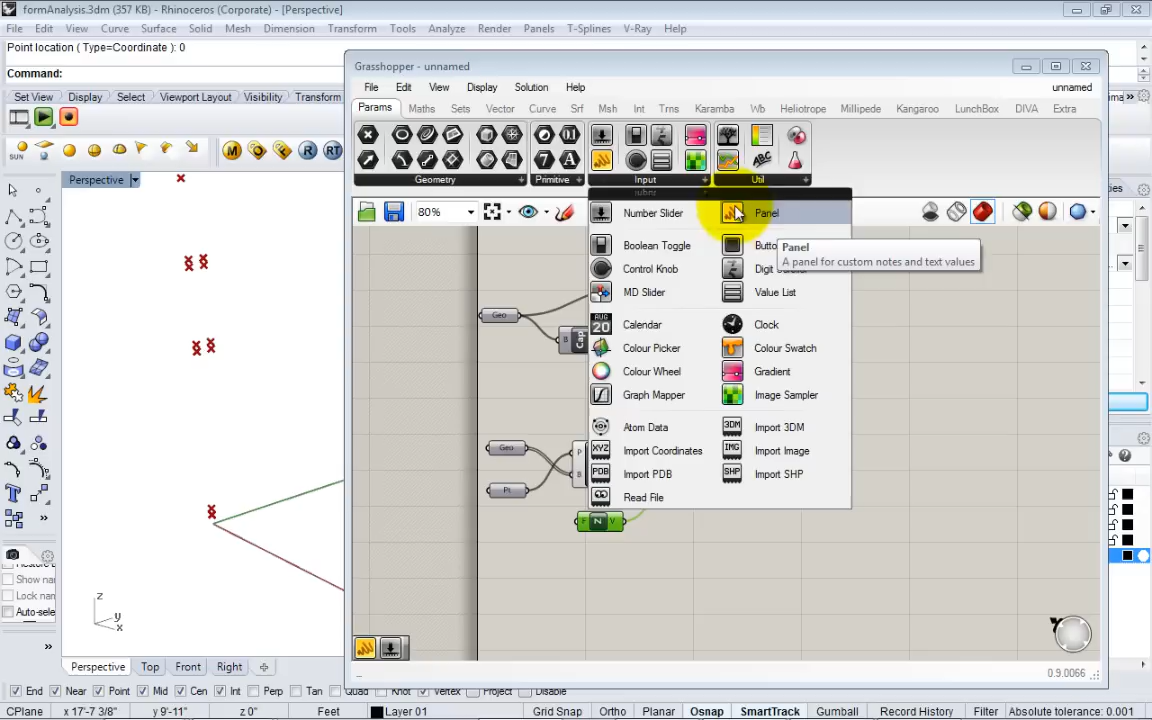 formAnalysis.3dm (357 KB) - Rhinoceros (Corporate) - [Perspective]
File Edit View Curve Surface Solid Mesh Dimension Transform Tools Analyze Render Panels T-Splines V-Ray Help
Point location ( Type=Coordinate ): 0
Command:
Set View Display Select Viewport Layout Visibility Transform
Grasshopper - unnamed
File Edit View Display Solution Help
unnamed
Params Maths Sets Vector Curve Srf Msh Int Trns Karamba Wb Heliotrope Millipede Kangaroo LunchBox DIVA Extra
Geometry Primitive Input Util
80%
Perspective
Number Slider Panel
Boolean Toggle
Control Knob
MD Slider Value List
Panel
A panel for custom notes and text values
Calendar Clock
Colour Picker Colour Swatch
Colour Wheel Gradient
Graph Mapper Image Sampler
Atom Data Import 3DM
Import Coordinates Import Image
Import PDB Import SHP
Read File
Geo
B Cap
Geo
Pt
P
B
F N V
z
y
x
Perspective Top Front Right
0.9.0066
End Near Point Mid Cen Int Perp Tan Quad Knot Vertex Project Disable
CPlane x 17'-7 3/8" y 9'-11" z 0" Feet Layer 01 Grid Snap Ortho Planar Osnap SmartTrack Gumball Record History Filter Absolute tolerance: 0.001